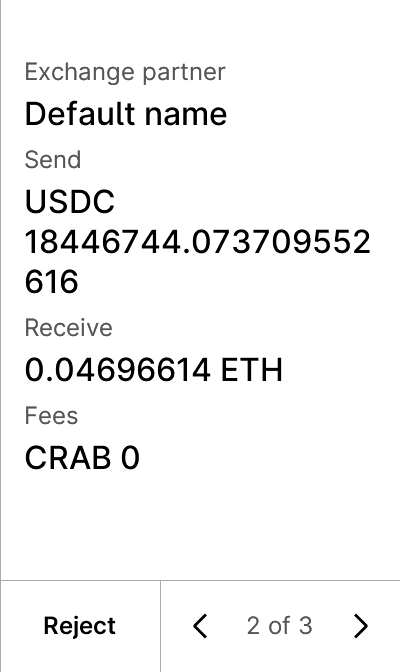 Exchange partner
Default name
Send
USDC
18446744.073709552
616
Receive
0.04696614 ETH
Fees
CRAB 0
Reject
2 of 3